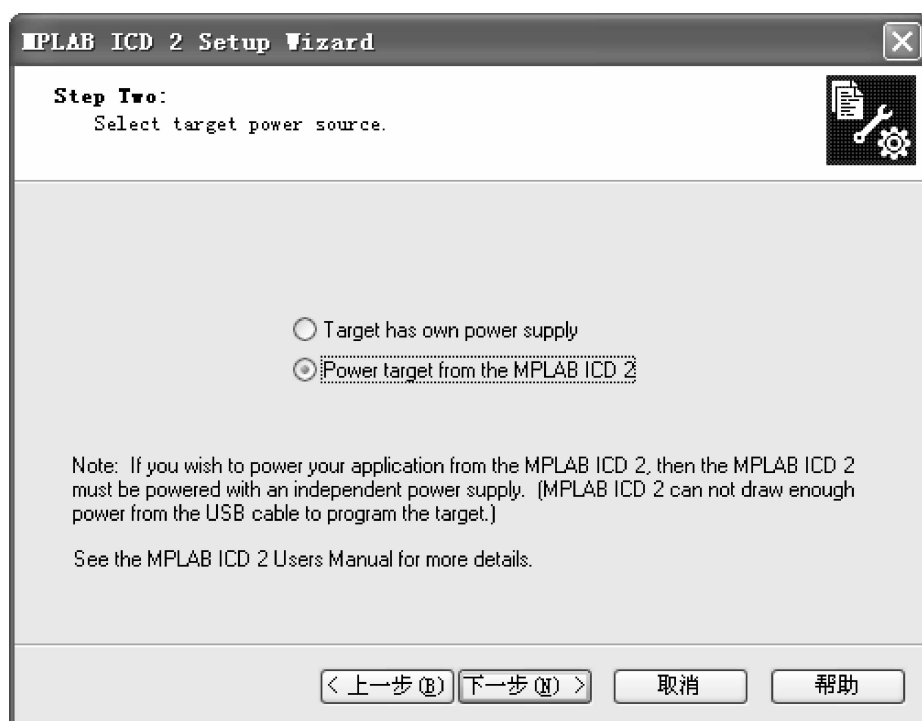 MPLAB ICD 2 Setup Wizard
Step Two:
Select target power source.
Target has own power supply
Power target from the MPLAB ICD 2
Note: If you wish to power your application from the MPLAB ICD 2, then the MPLAB ICD 2
must be powered with an independent power supply. (MPLAB ICD 2 can not draw enough
power from the USB cable to program the target.)
See the MPLAB ICD 2 Users Manual for more details.
< 上一步(B) 下一步(N) > 取消 帮助